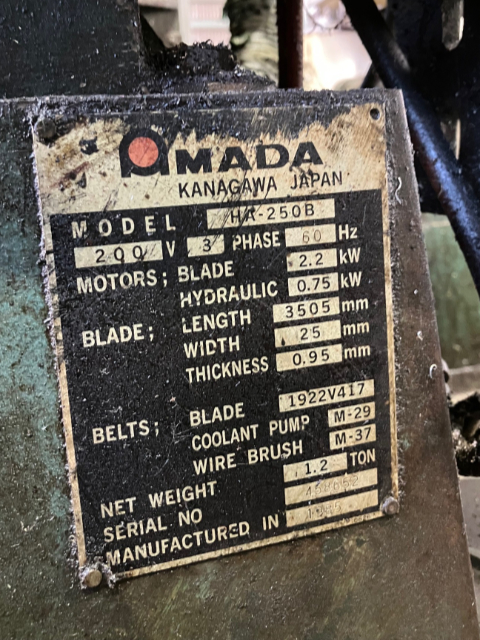 AMADA
KANAGAWA JAPAN
MODEL HA-250B
200 V 3 PHASE 60 Hz
MOTORS; BLADE 2.2 kW
HYDRAULIC 0.75 kW
BLADE; LENGTH 3505 mm
WIDTH 25 mm
THICKNESS 0.95 mm
BELTS; BLADE 1922V417
COOLANT PUMP M-29
WIRE BRUSH M-37
NET WEIGHT 1.2 TON
SERIAL NO
MANUFACTURED IN